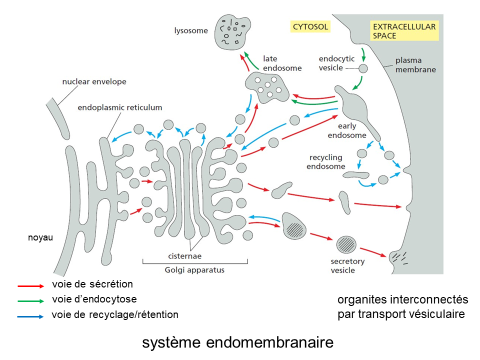 lysosome
CYTOSOL
EXTRACELLULAR
SPACE
late
endosome
endocytic
vesicle
plasma
membrane
nuclear envelope
endoplasmic reticulum
early
endosome
recycling
endosome
noyau
cisternae
Golgi apparatus
secretory
vesicle
voie de sécrétion
voie d'endocytose
voie de recyclage/rétention
organites interconnectés
par transport vésiculaire
système endomembranaire